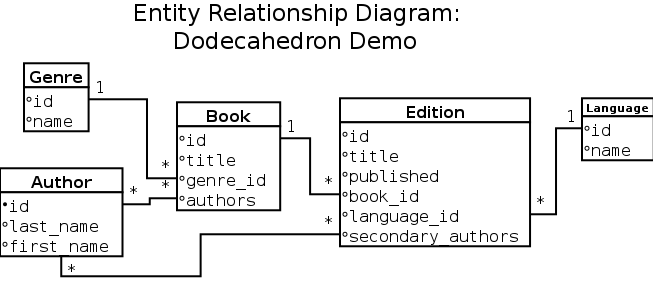 Entity Relationship Diagram:
Dodecahedron Demo
Genre
id
name
1
Book
id
title
genre_id
authors
1
*
*
Edition
id
title
published
book_id
language_id
secondary_authors
1
*
*
*
Language
id
name
Author
id
last_name
first_name
*
*